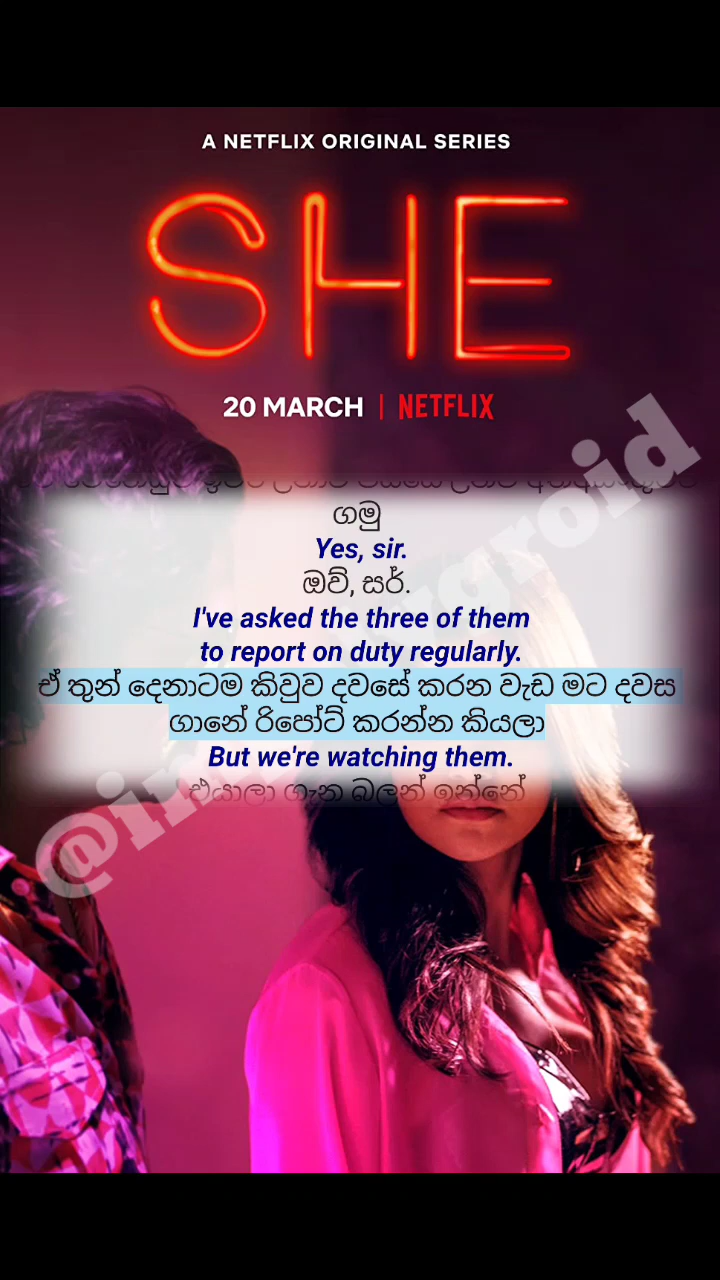 A NETFLIX ORIGINAL SERIES
SHE
20 MARCH | NETFLIX
ගමු
Yes, sir.
ඔව්, සර්.
I've asked the three of them
to report on duty regularly.
ඒ තුන් දෙනාටම කිවුව දවසේ කරන වැඩ මට දවස
ගානේ රිපෝට් කරන්න කියලා
But we're watching them.
එයාලා ගැන බලන් ඉන්නේ